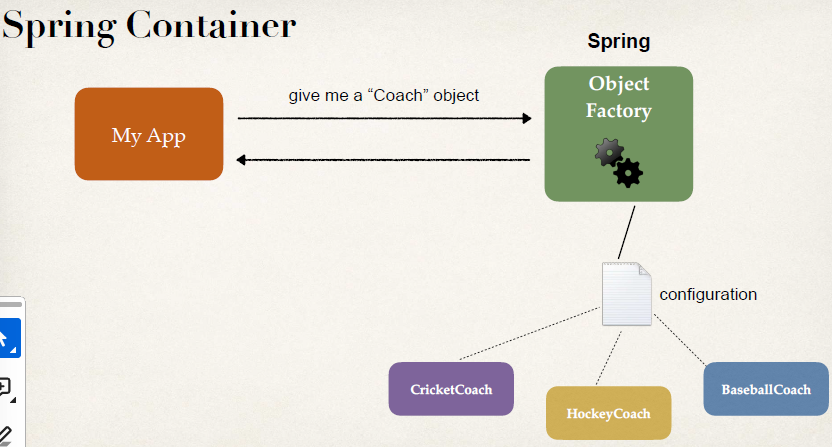 Spring Container
Spring
Object
Factory
give me a “Coach” object
My App
configuration
CricketCoach
HockeyCoach
BaseballCoach